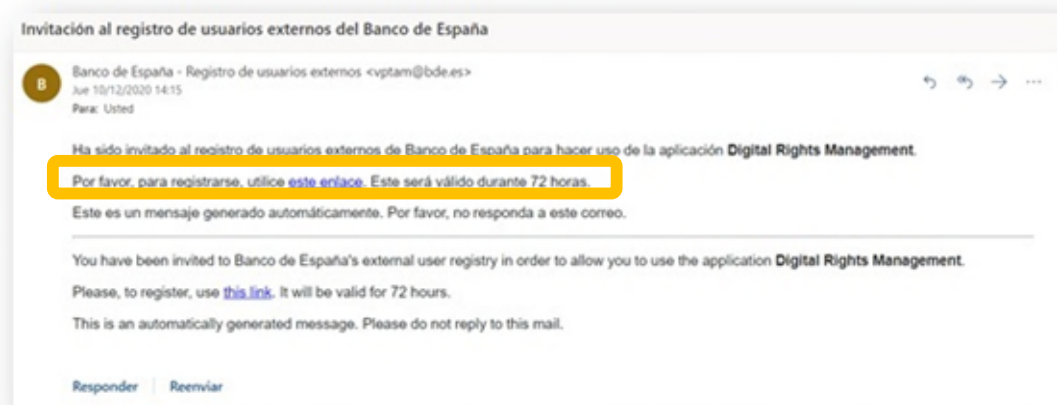 Invitación al registro de usuarios externos del Banco de España
B
Banco de España - Registro de usuarios externos <vptam@bde.es>
Jue 10/12/2020 14:15
Para: Usted
Ha sido invitado al registro de usuarios externos de Banco de España para hacer uso de la aplicación Digital Rights Management.
Por favor, para registrarse, utilice este enlace. Este será válido durante 72 horas.
Este es un mensaje generado automáticamente. Por favor, no responda a este correo.
You have been invited to Banco de España's external user registry in order to allow you to use the application Digital Rights Management.
Please, to register, use this link. It will be valid for 72 hours.
This is an automatically generated message. Please do not reply to this mail.
Responder Reenviar